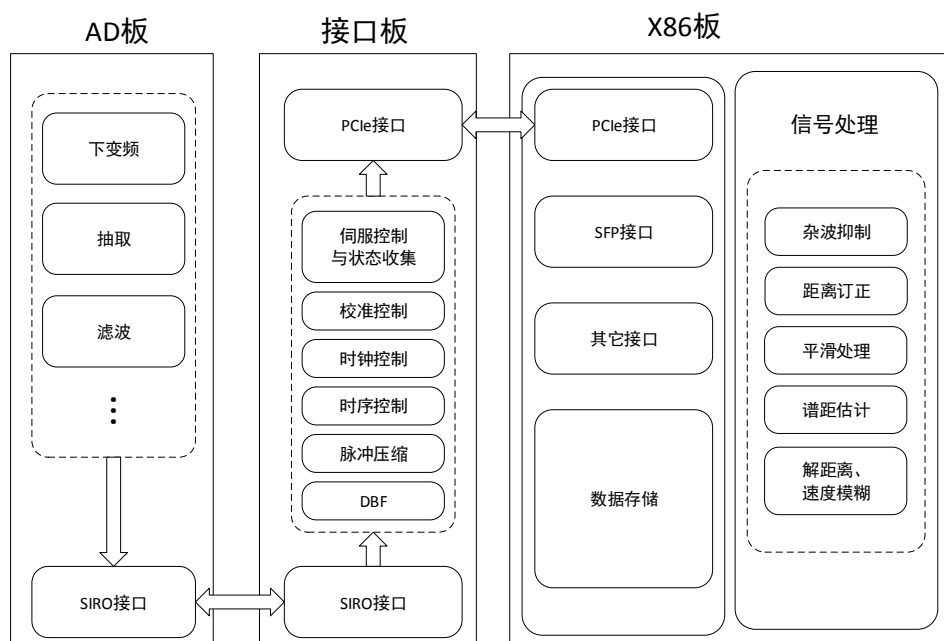 AD板
下变频
抽取
滤波
SIRO接口
接口板
PCIe接口
伺服控制
与状态收集
校准控制
时钟控制
时序控制
脉冲压缩
DBF
SIRO接口
X86板
PCIe接口
SFP接口
其它接口
数据存储
信号处理
杂波抑制
距离订正
平滑处理
谱距估计
解距离、
速度模糊